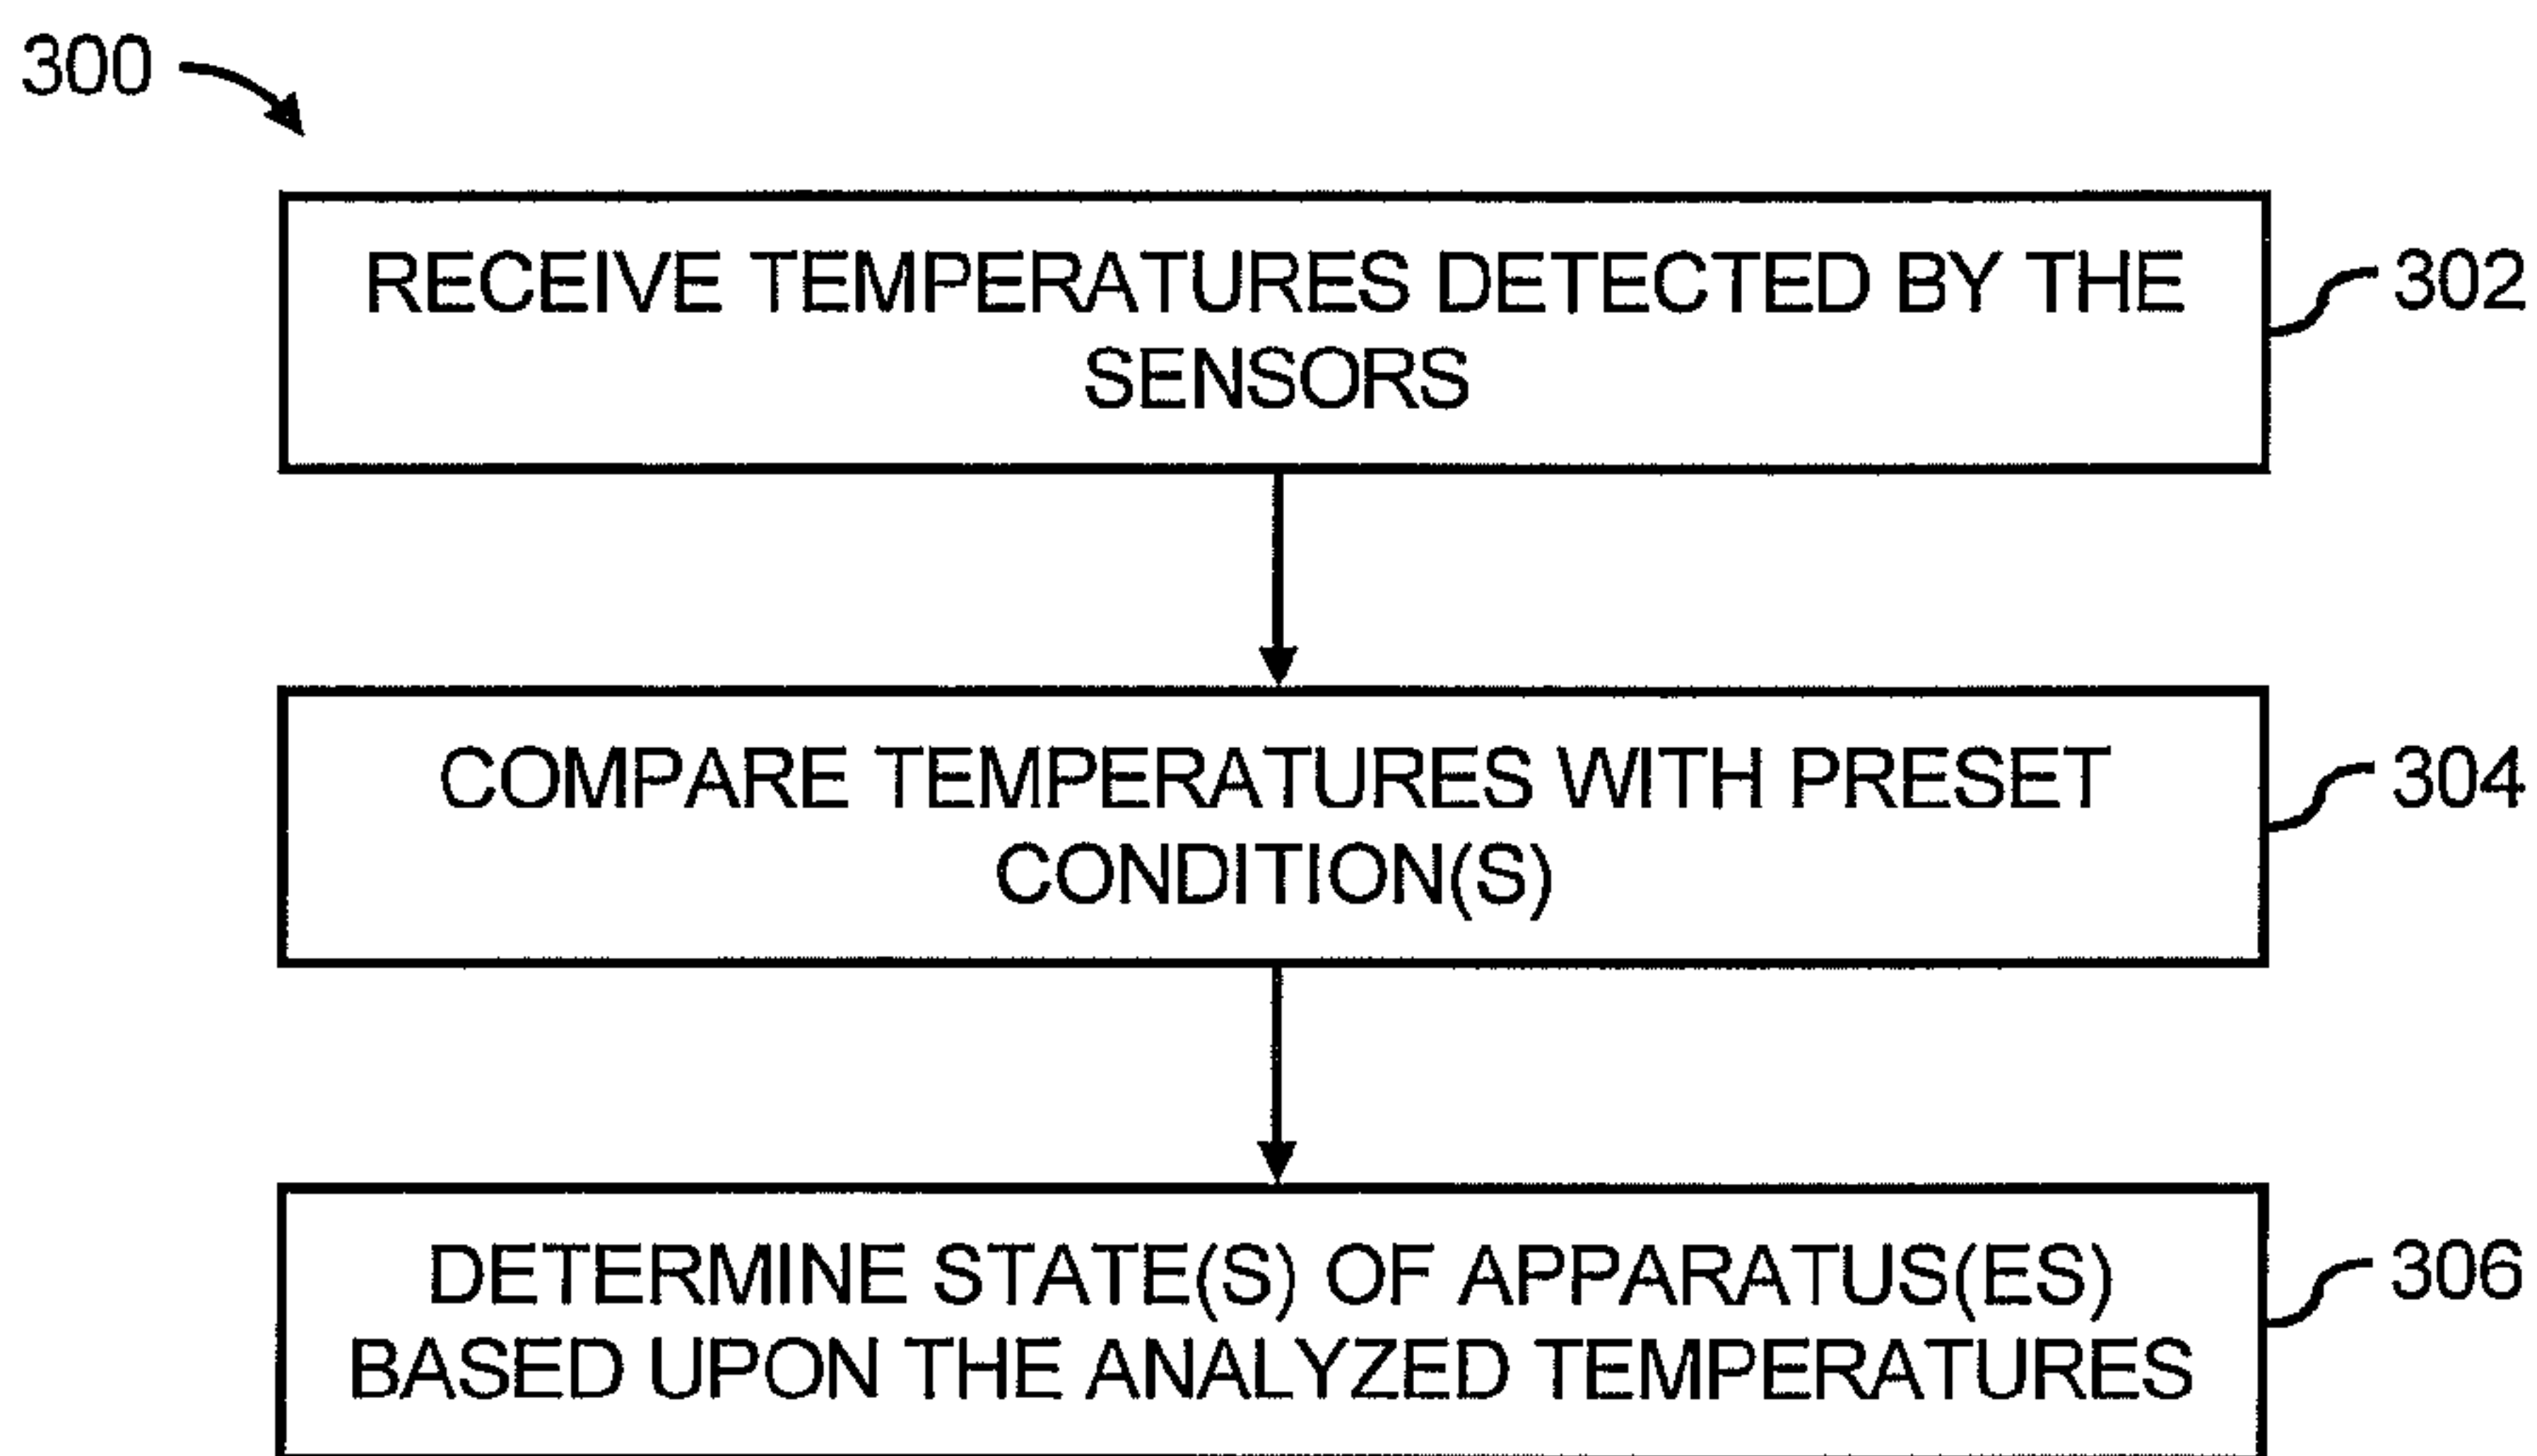 300
RECEIVE TEMPERATURES DETECTED BY THE
SENSORS
302
COMPARE TEMPERATURES WITH PRESET
CONDITION(S)
304
DETERMINE STATE(S) OF APPARATUS(ES)
BASED UPON THE ANALYZED TEMPERATURES
306